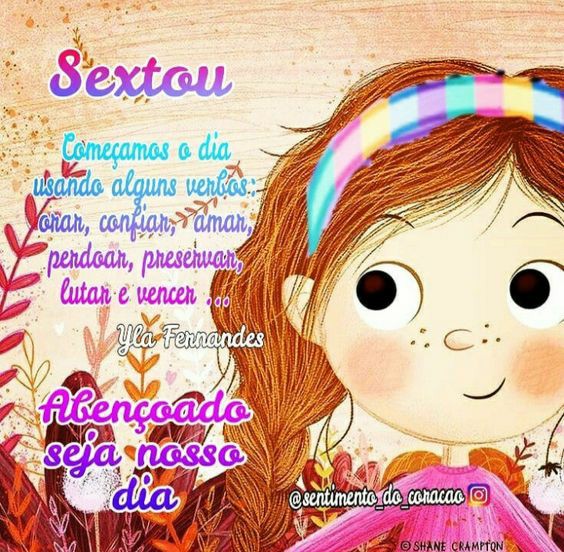 Sextou
Começamos o dia
usando alguns verbos:
orar, confiar, amar,
perdoar, preservar,
lutar e vencer ...
Yla Fernandes
Abençoado
seja nosso
dia
@sentimento_do_coracao
© SHANE CRAMPTON